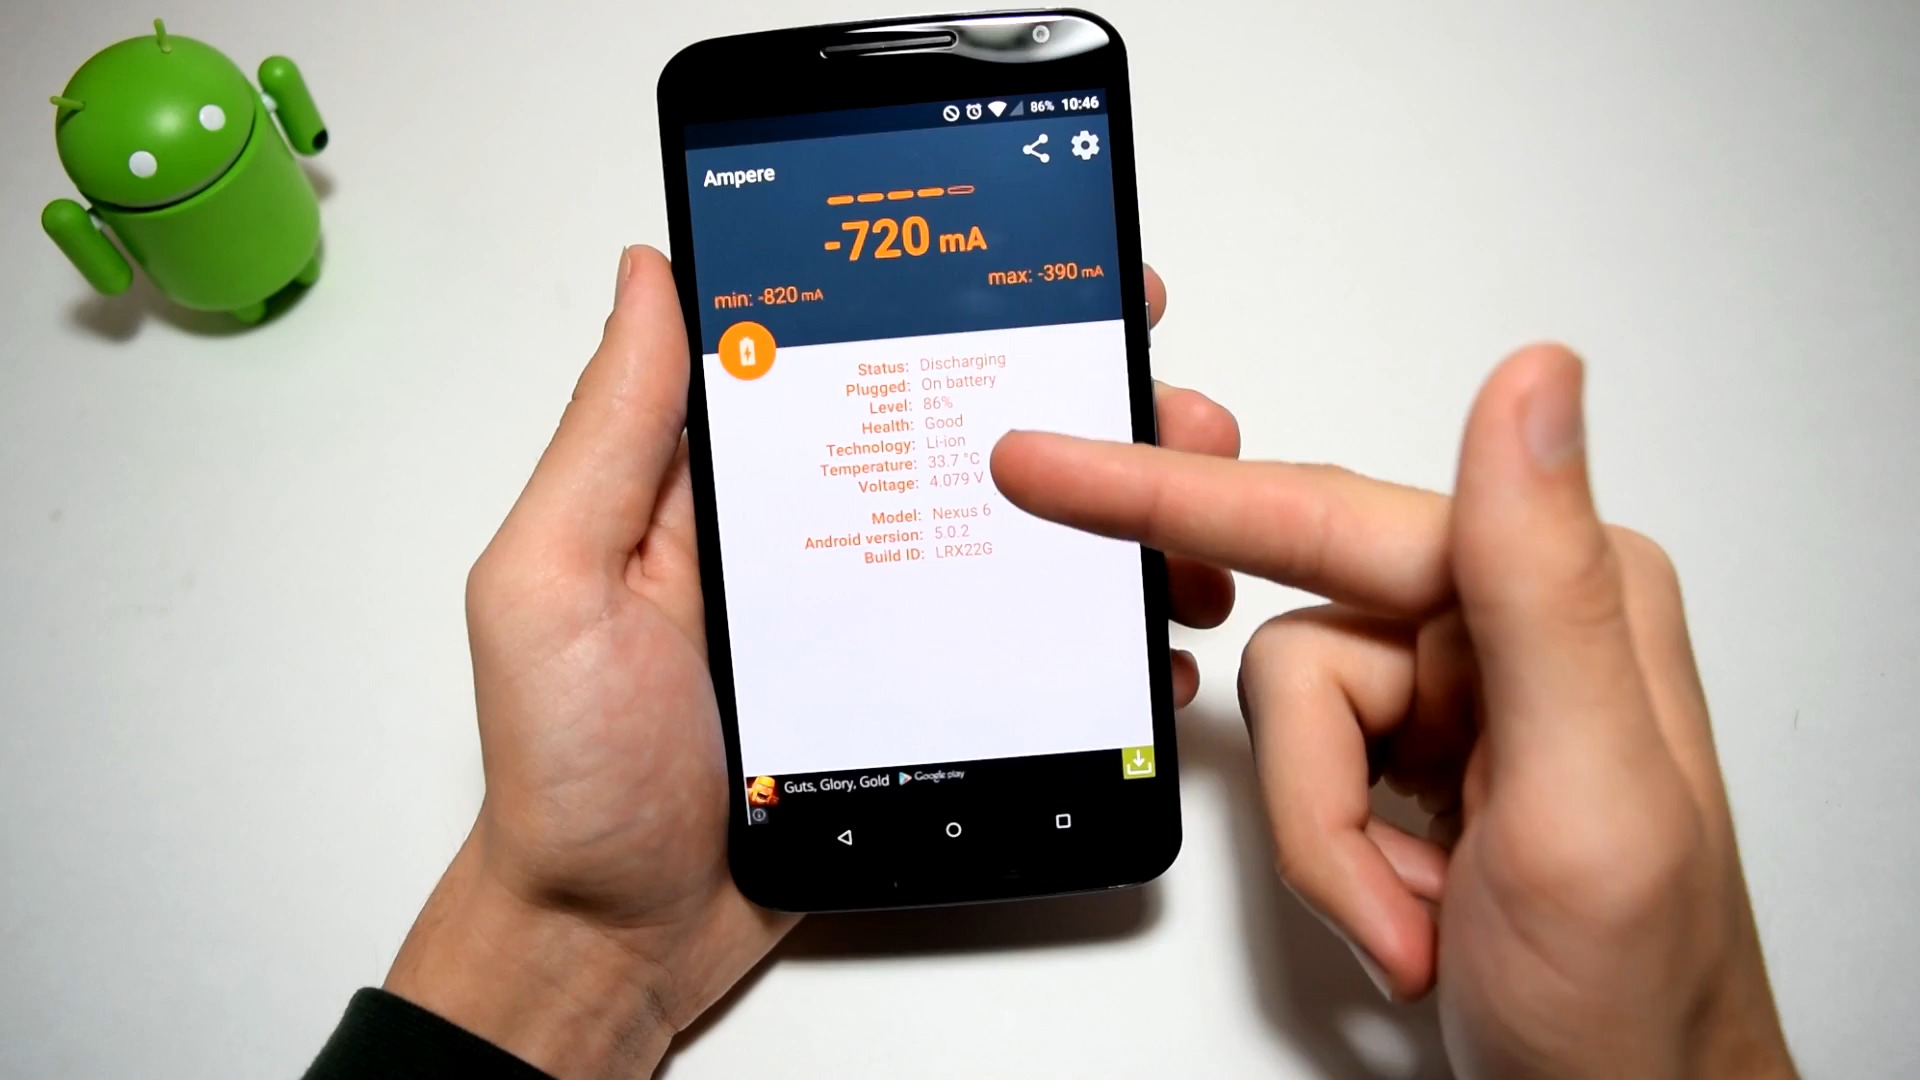 86% 10:46
Ampere
-720 mA
min: -820 mA
max: -390 mA
Status: Discharging
Plugged: On battery
Level: 86%
Health: Good
Technology: Li-ion
Temperature: 33.7 °C
Voltage: 4.079 V
Model: Nexus 6
Android version: 5.0.2
Build ID: LRX22G
Guts, Glory, Gold Google play